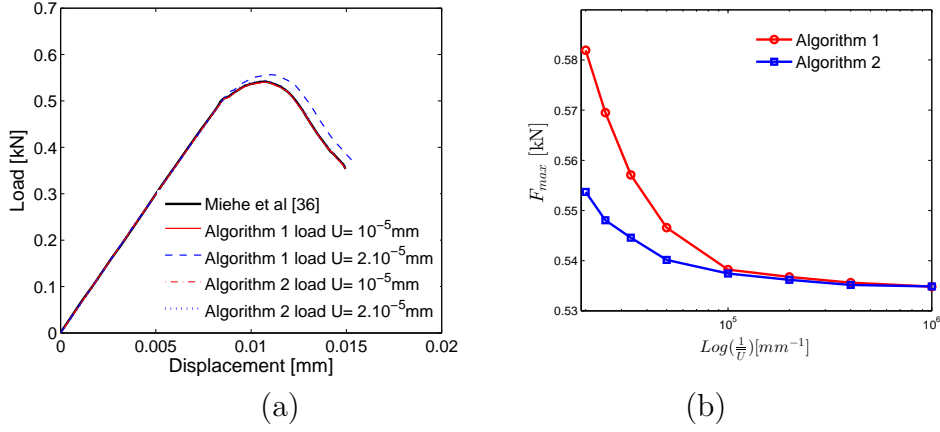 0.7
0.6
0.5
0.4
0.3
0.2
0.1
0
Load [kN]
Miehe et al [36]
Algorithm 1 load U= 10⁻⁵mm
Algorithm 1 load U= 2.10⁻⁵mm
Algorithm 2 load U= 10⁻⁵mm
Algorithm 2 load U= 2.10⁻⁵mm
0 0.005 0.01 0.015 0.02
Displacement [mm]
(a)
0.58
0.57
0.56
0.55
0.54
0.53
F_max [kN]
Algorithm 1
Algorithm 2
10⁵ 10⁶
Log(1/U)[mm⁻¹]
(b)